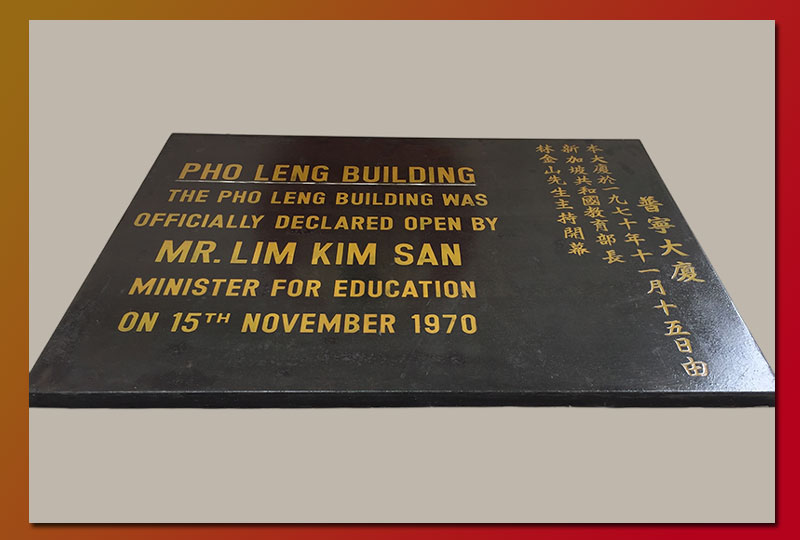 PHO LENG BUILDING
THE PHO LENG BUILDING WAS
OFFICIALLY DECLARED OPEN BY
MR. LIM KIM SAN
MINISTER FOR EDUCATION
ON 15TH NOVEMBER 1970
普寧大廈
本大廈於一九七十年十一月十五日由
新加坡共和國教育部長
林金山先生主持開幕